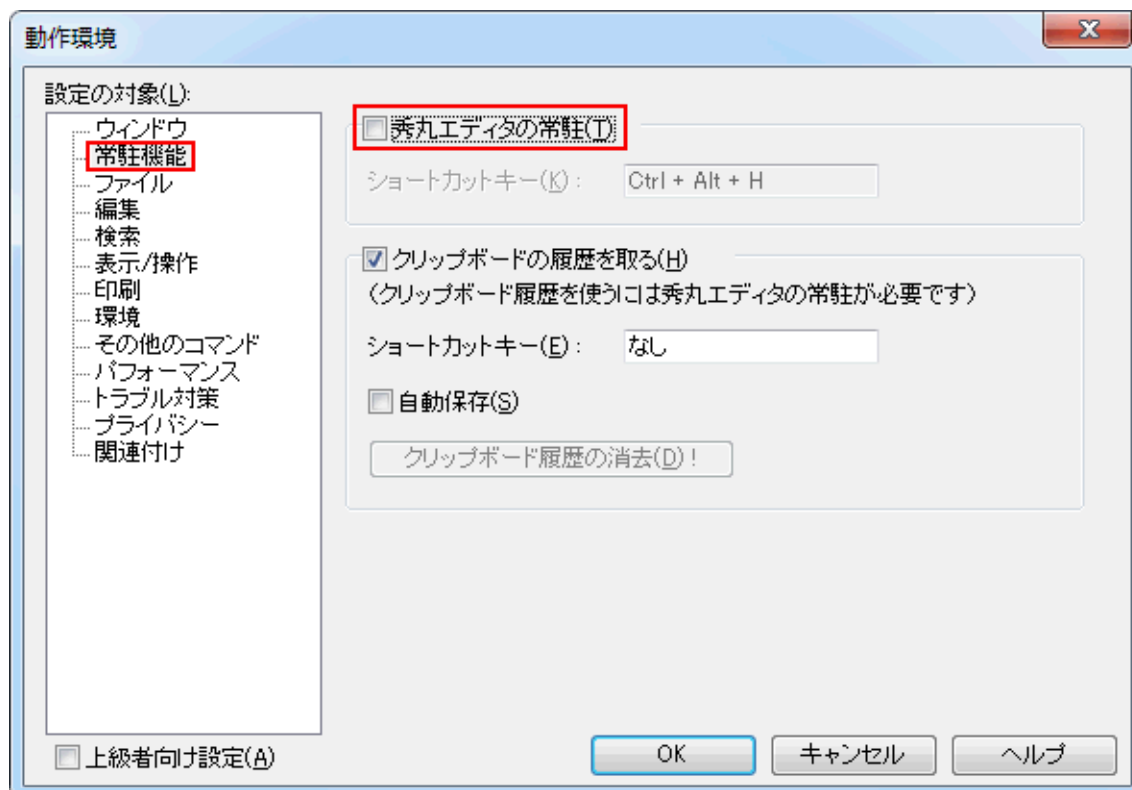 動作環境
設定の対象(L):
ウィンドウ
常駐機能
ファイル
編集
検索
表示/操作
印刷
環境
その他のコマンド
パフォーマンス
トラブル対策
プライバシー
関連付け
上級者向け設定(A)
秀丸エディタの常駐(T)
ショートカットキー(K) : Ctrl + Alt + H
クリップボードの履歴を取る(H)
(クリップボード履歴を使うには秀丸エディタの常駐が必要です)
ショートカットキー(E) : なし
自動保存(S)
クリップボード履歴の消去(D) !
OK キャンセル ヘルプ